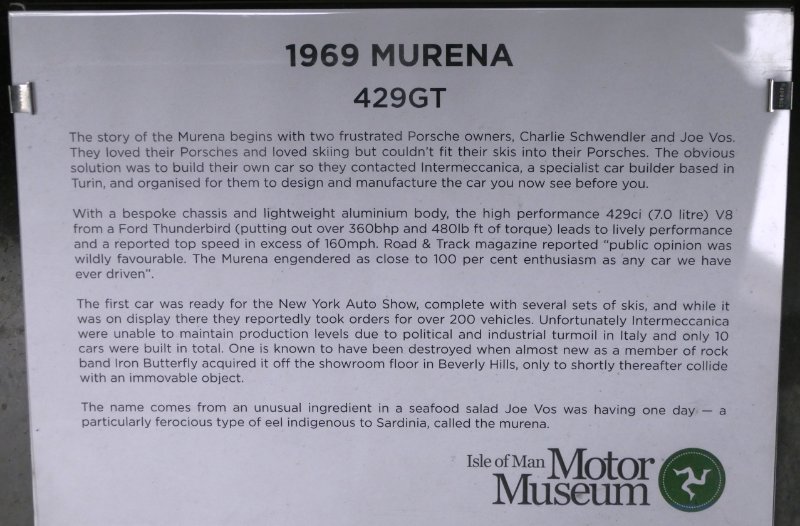 1969 MURENA
429GT
The story of the Murena begins with two frustrated Porsche owners, Charlie Schwendler and Joe Vos.
They loved their Porsches and loved skiing but couldn't fit their skis into their Porsches. The obvious
solution was to build their own car so they contacted Intermeccanica, a specialist car builder based in
Turin, and organised for them to design and manufacture the car you now see before you.
With a bespoke chassis and lightweight aluminium body, the high performance 429ci (7.0 litre) V8
from a Ford Thunderbird (putting out over 360bhp and 480lb ft of torque) leads to lively performance
and a reported top speed in excess of 160mph. Road & Track magazine reported "public opinion was
wildly favourable. The Murena engendered as close to 100 per cent enthusiasm as any car we have
ever driven".
The first car was ready for the New York Auto Show, complete with several sets of skis, and while it
was on display there they reportedly took orders for over 200 vehicles. Unfortunately Intermeccanica
were unable to maintain production levels due to political and industrial turmoil in Italy and only 10
cars were built in total. One is known to have been destroyed when almost new as a member of rock
band Iron Butterfly acquired it off the showroom floor in Beverly Hills, only to shortly thereafter collide
with an immovable object.
The name comes from an unusual ingredient in a seafood salad Joe Vos was having one day — a
particularly ferocious type of eel indigenous to Sardinia, called the murena.
Isle of Man Motor
Museum